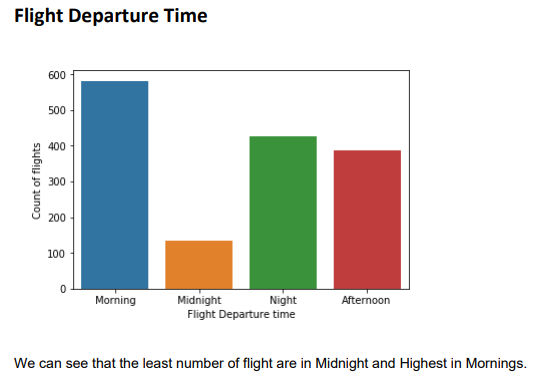 Flight Departure Time
600
500
400
300
200
100
0
Count of flights
Morning Midnight Night Afternoon
Flight Departure time
We can see that the least number of flight are in Midnight and Highest in Mornings.